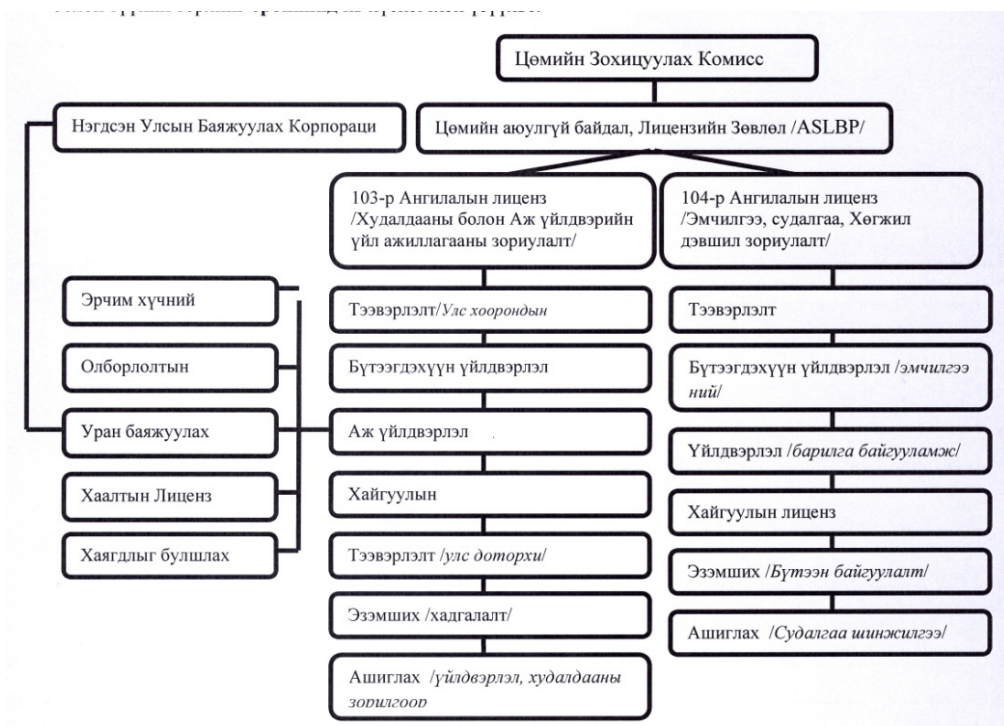 Цөмийн Зохицуулах Комисс
Нэгдсэн Улсын Баяжуулах Корпораци
Цөмийн аюулгүй байдал, Лицензийн Зөвлөл /ASLBP/
103-р Ангилалын лиценз
/Худалдааны болон Аж үйлдвэрийн
үйл ажиллагааны зориулалт/
104-р Ангилалын лиценз
/Эмчилгээ, судалгаа, Хөгжил
дэвшил зориулалт/
Эрчим хүчний
Олборлолтын
Уран баяжуулах
Хаалтын Лиценз
Хаягдлыг булшлах
Тээвэрлэлт/Улс хоорондын
Бүтээгдэхүүн үйлдвэрлэл
Аж үйлдвэрлэл
Хайгуулын
Тээвэрлэлт /улс доторхи/
Эзэмших /хадгалалт/
Ашиглах /үйлдвэрлэл, худалдааны
зорилгоор
Тээвэрлэлт
Бүтээгдэхүүн үйлдвэрлэл /эмчилгээ
ний/
Үйлдвэрлэл /барилга байгууламж/
Хайгуулын лиценз
Эзэмших /Бүтээн байгуулалт/
Ашиглах /Судалгаа шинжилгээ/